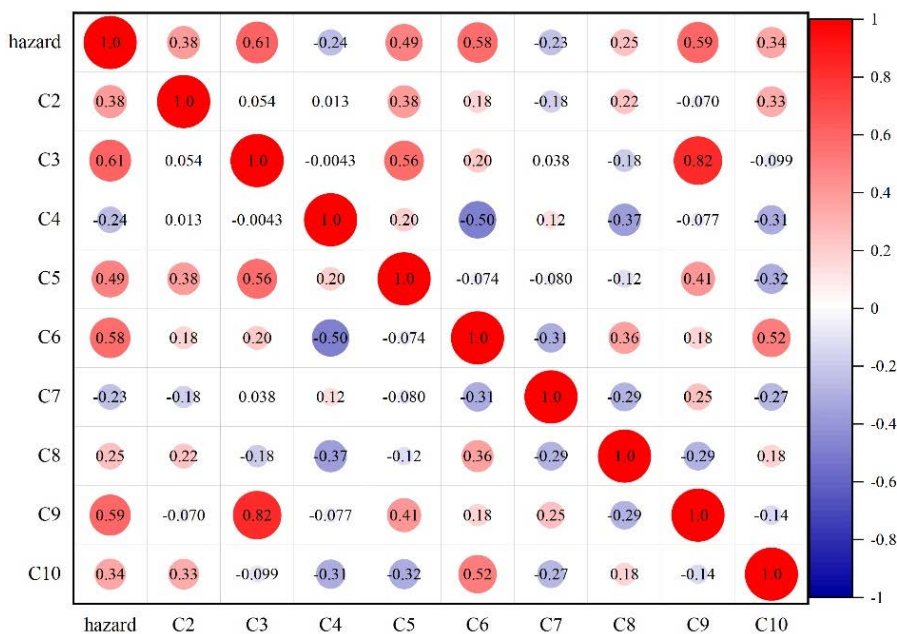 hazard 1.0 0.38 0.61 -0.24 0.49 0.58 -0.23 0.25 0.59 0.34
C2 0.38 1.0 0.054 0.013 0.38 0.18 -0.18 0.22 -0.070 0.33
C3 0.61 0.054 1.0 -0.0043 0.56 0.20 0.038 -0.18 0.82 -0.099
C4 -0.24 0.013 -0.0043 1.0 0.20 -0.50 0.12 -0.37 -0.077 -0.31
C5 0.49 0.38 0.56 0.20 1.0 -0.074 -0.080 -0.12 0.41 -0.32
C6 0.58 0.18 0.20 -0.50 -0.074 1.0 -0.31 0.36 0.18 0.52
C7 -0.23 -0.18 0.038 0.12 -0.080 -0.31 1.0 -0.29 0.25 -0.27
C8 0.25 0.22 -0.18 -0.37 -0.12 0.36 -0.29 1.0 -0.29 0.18
C9 0.59 -0.070 0.82 -0.077 0.41 0.18 0.25 -0.29 1.0 -0.14
C10 0.34 0.33 -0.099 -0.31 -0.32 0.52 -0.27 0.18 -0.14 1.0
hazard C2 C3 C4 C5 C6 C7 C8 C9 C10
1
0.8
0.6
0.4
0.2
0
-0.2
-0.4
-0.6
-0.8
-1